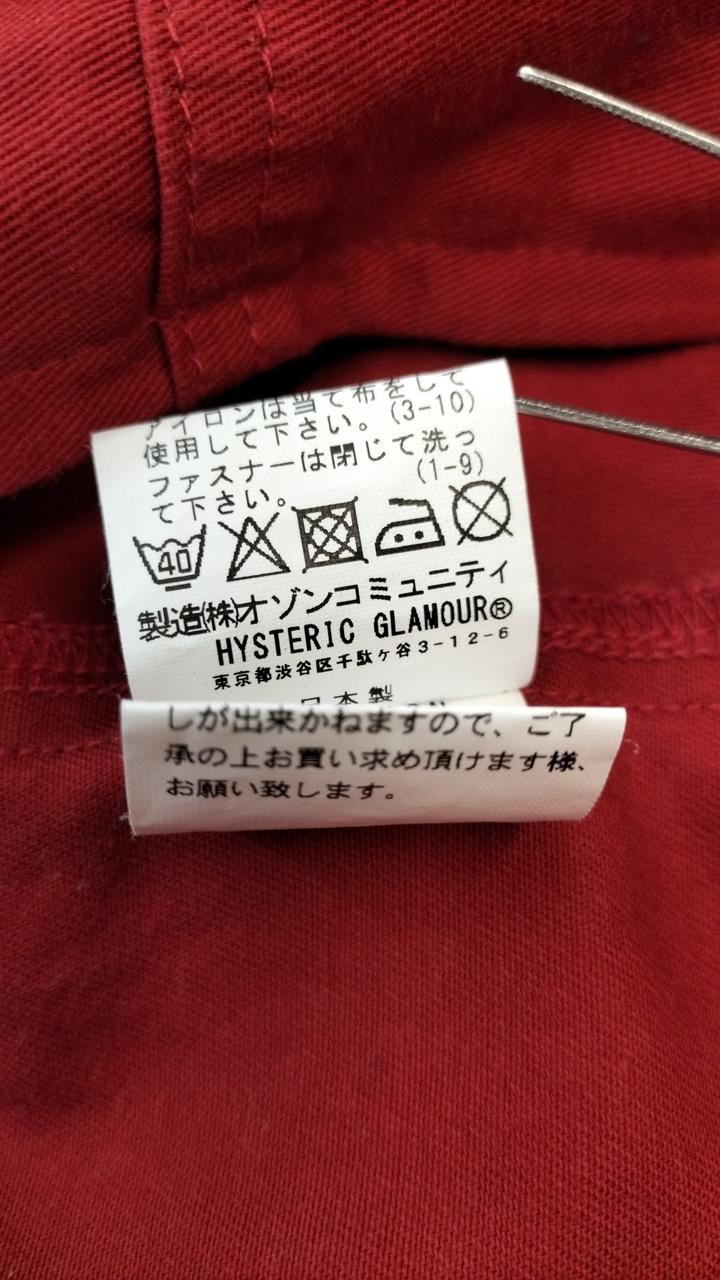 アイロンは当て布をして
使用して下さい。(3-10)
ファスナーは閉じて洗っ
て下さい。(1-9)
40
製造(株)オゾンコミュニティ
HYSTERIC GLAMOUR®
東京都渋谷区千駄ヶ谷3-12-6
日本製
しが出来かねますので、ご了
承の上お買い求め頂けます様、
お願い致します。